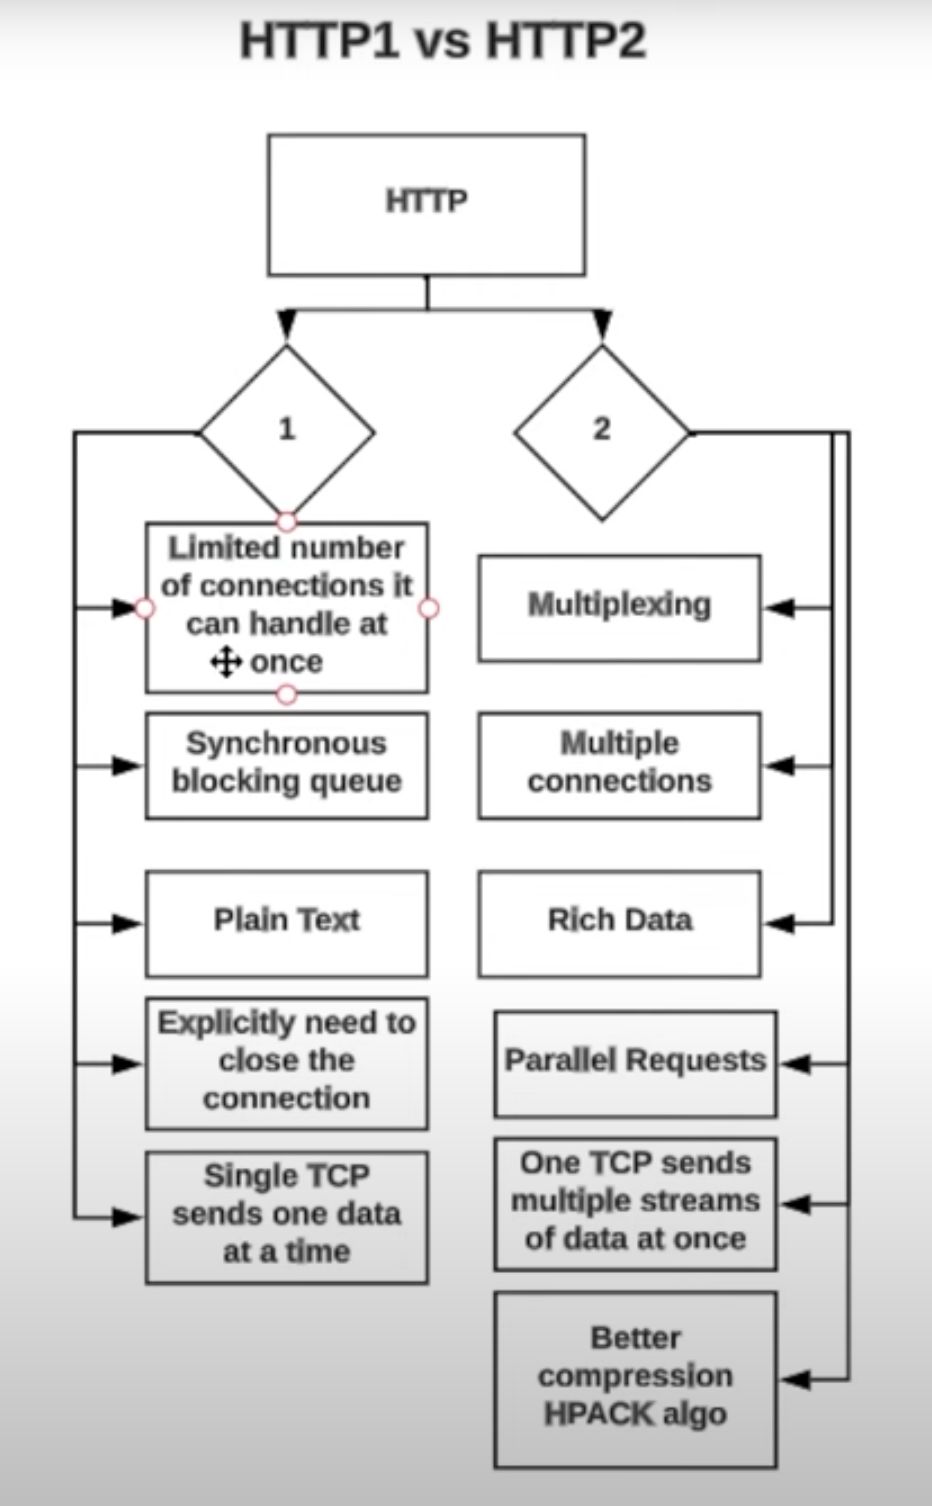 HTTP1 vs HTTP2
HTTP
1
2
Limited number
of connections it
can handle at
once
Synchronous
blocking queue
Plain Text
Explicitly need to
close the
connection
Single TCP
sends one data
at a time
Multiplexing
Multiple
connections
Rich Data
Parallel Requests
One TCP sends
multiple streams
of data at once
Better
compression
HPACK algo